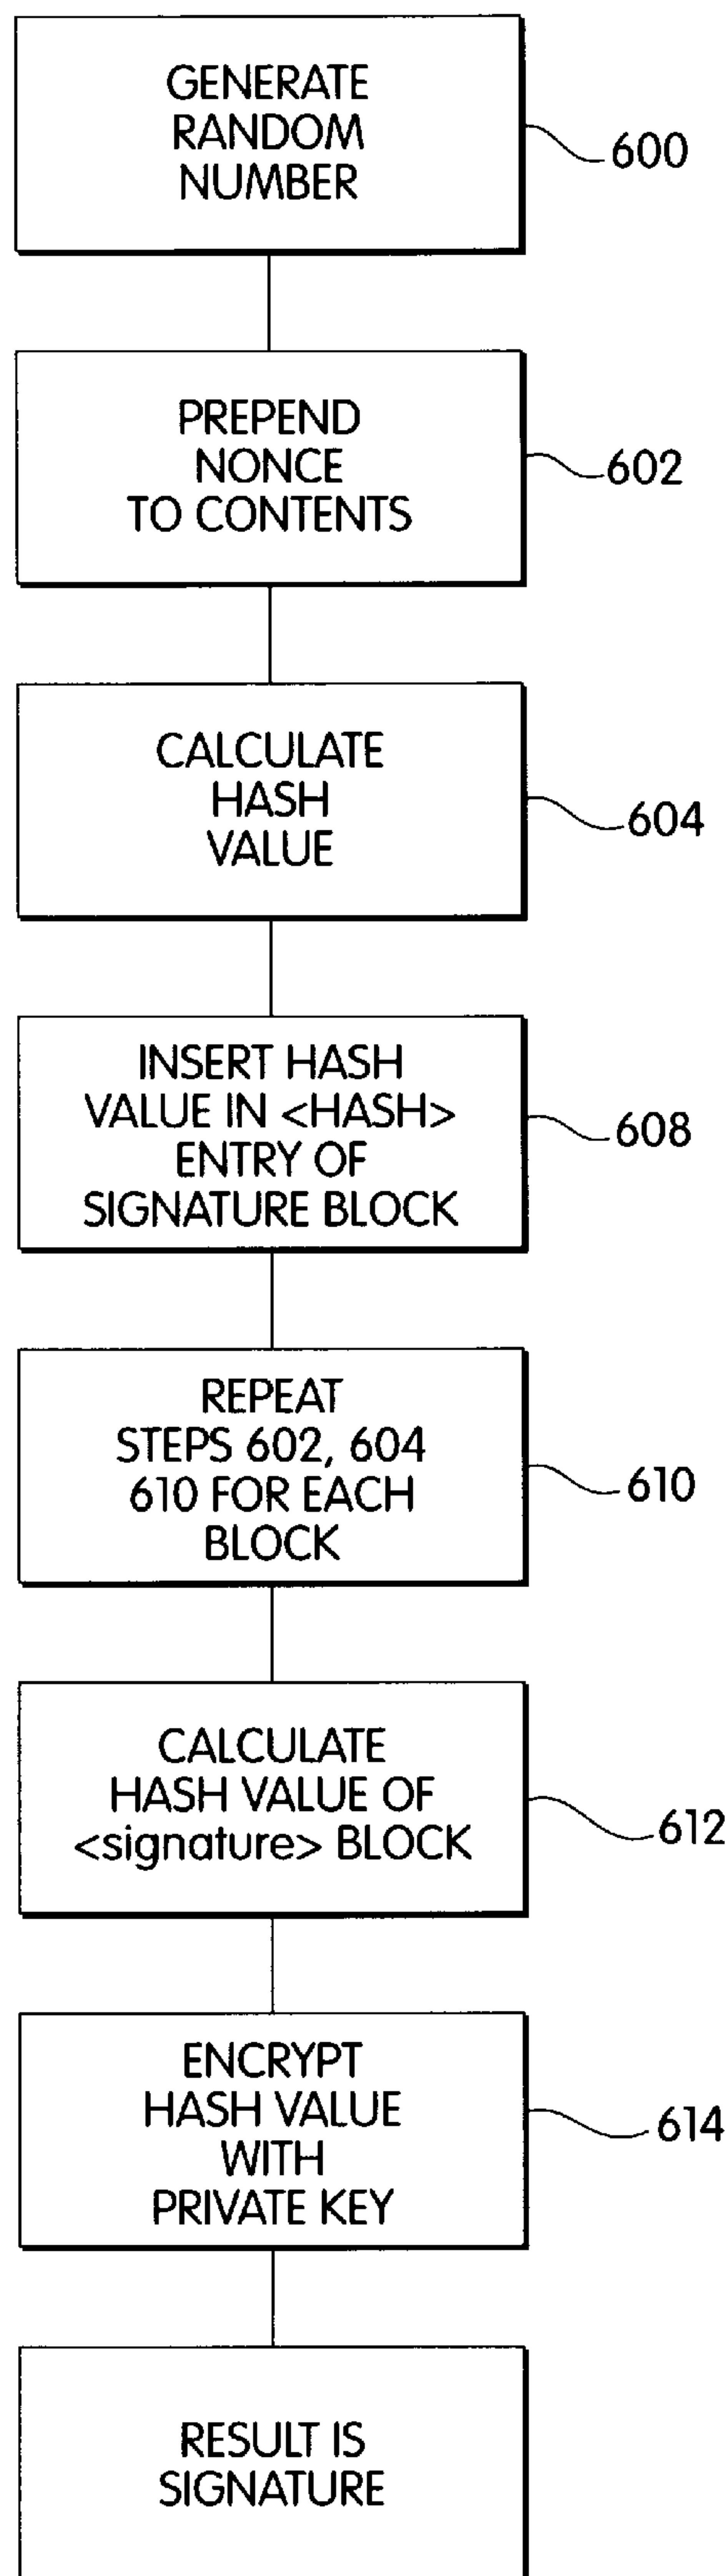 GENERATE
RANDOM
NUMBER
600
PREPEND
NONCE
TO CONTENTS
602
CALCULATE
HASH
VALUE
604
INSERT HASH
VALUE IN <HASH>
ENTRY OF
SIGNATURE BLOCK
608
REPEAT
STEPS 602, 604
610 FOR EACH
BLOCK
610
CALCULATE
HASH VALUE OF
<signature> BLOCK
612
ENCRYPT
HASH VALUE
WITH
PRIVATE KEY
614
RESULT IS
SIGNATURE